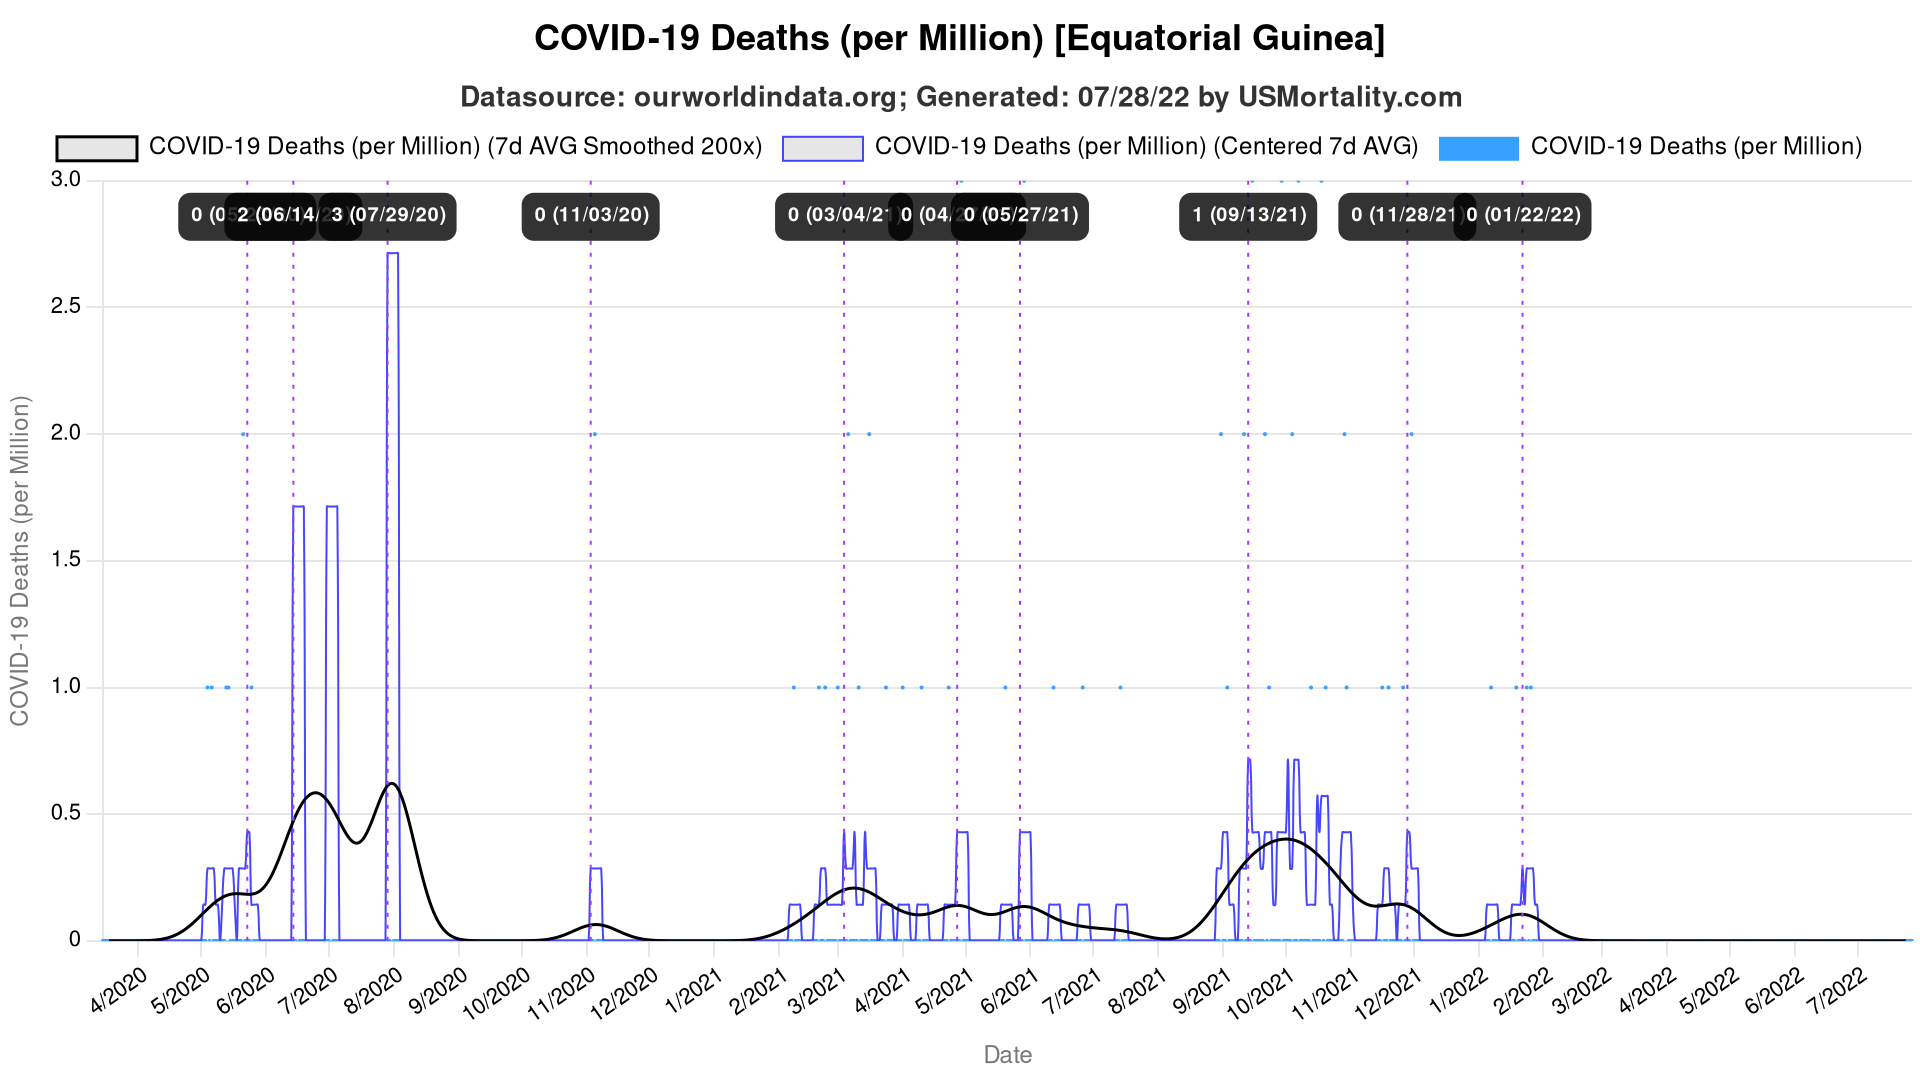 COVID-19 Deaths (per Million) [Equatorial Guinea]
Datasource: ourworldindata.org; Generated: 07/28/22 by USMortality.com
COVID-19 Deaths (per Million) (7d AVG Smoothed 200x) COVID-19 Deaths (per Million) (Centered 7d AVG) COVID-19 Deaths (per Million)
0 2 (06/14/ 3 (07/29/20) 0 (11/03/20) 0 (03/04/21) 0 (04/ 0 (05/27/21) 1 (09/13/21) 0 (11/28/21) 0 (01/22/22)
3.0
2.5
2.0
1.5
1.0
0.5
0
COVID-19 Deaths (per Million)
4/2020 5/2020 6/2020 7/2020 8/2020 9/2020 10/2020 11/2020 12/2020 1/2021 2/2021 3/2021 4/2021 5/2021 6/2021 7/2021 8/2021 9/2021 10/2021 11/2021 12/2021 1/2022 2/2022 3/2022 4/2022 5/2022 6/2022 7/2022
Date